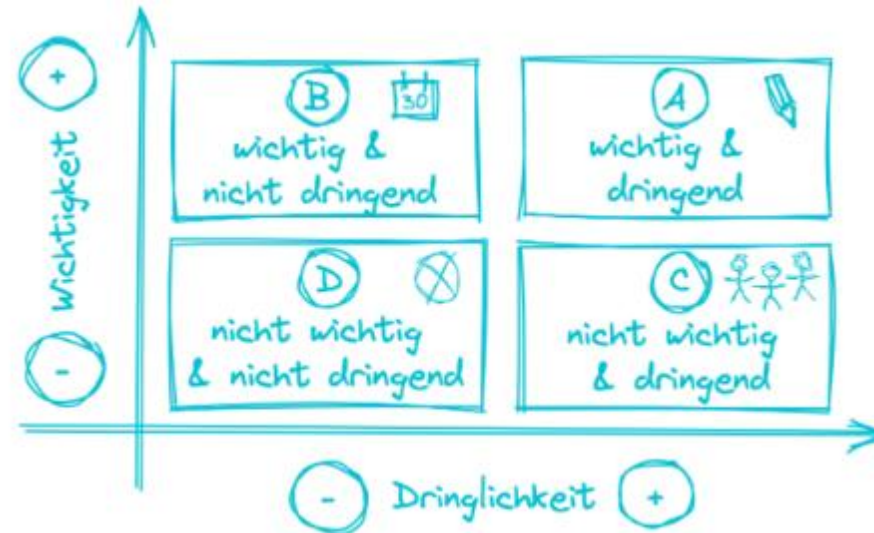 +
Wichtigkeit
-
B
30
wichtig &
nicht dringend
A
wichtig &
dringend
D
nicht wichtig
& nicht dringend
C
nicht wichtig
& dringend
- Dringlichkeit +